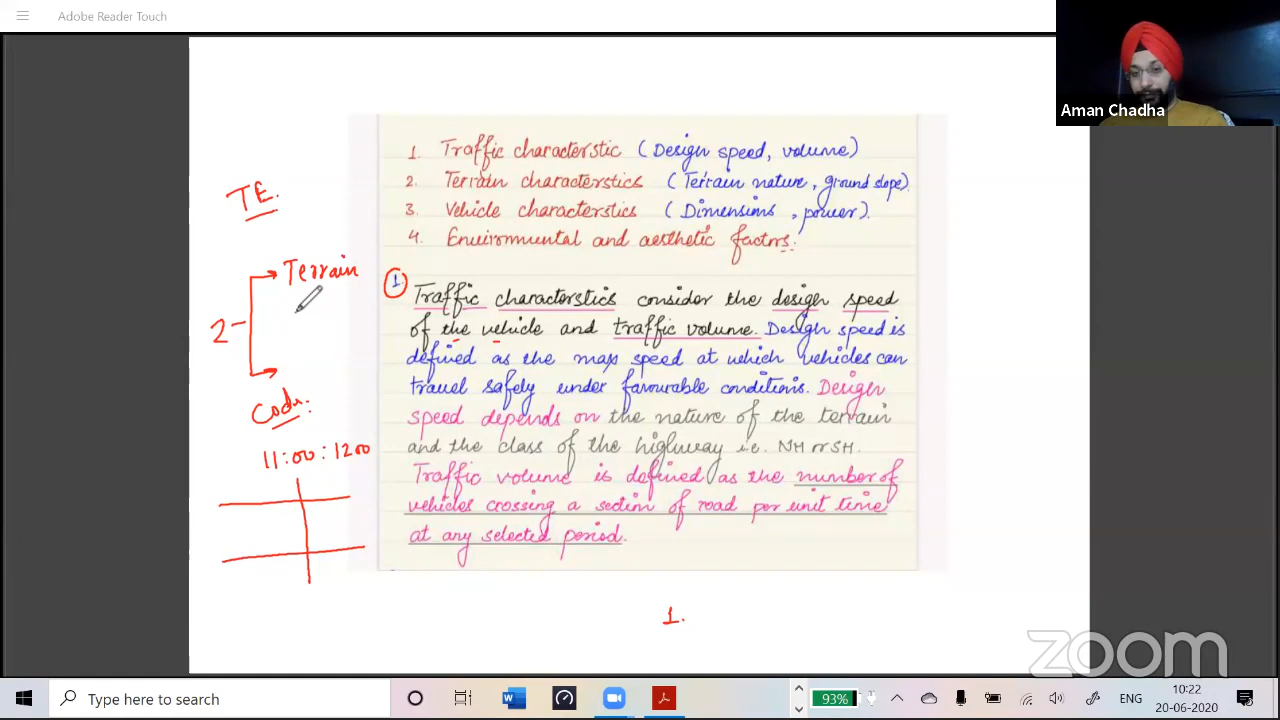 Adobe Reader Touch
Aman Chadha
1. Traffic characterstic (Design speed, volume)
2. Terrain characterstics (Terrain nature, ground slope).
3. Vehicle characterstics (Dimensions, power).
4. Environmental and aesthetic factors.
TE.
Terrain
2
Code:
11:00:1200
1. Traffic characterstics consider the design speed
of the vehicle and traffic volume. Design speed is
defined as the max speed at which vehicles can
travel safely under favourable conditions. Design
speed depends on the nature of the terrain
and the class of the highway i.e. NH or SH.
Traffic volume is defined as the number of
vehicles crossing a section of road per unit time
at any selected period.
1.
zoom
Type here to search
93%
ENG
10:22
20-06-2020